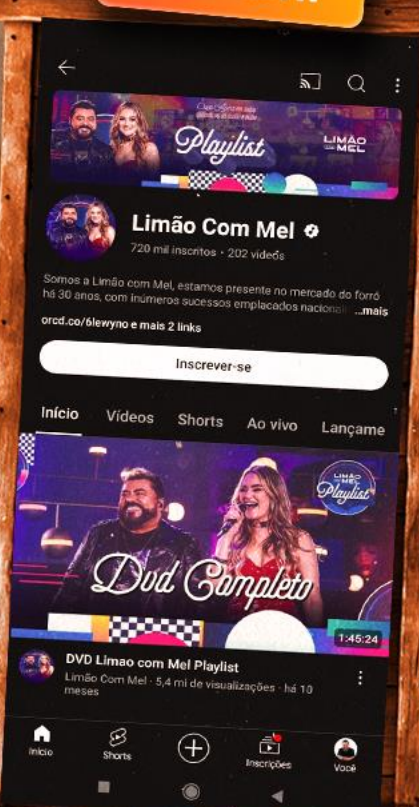 Playlist
LIMÃO
COM MEL
Limão Com Mel
720 mil inscritos • 202 vídeos
Somos a Limão com Mel, estamos presente no mercado do forró
há 30 anos, com inúmeros sucessos emplacados nacional ...mais
orcd.co/6lewyno e mais 2 links
Inscrever-se
Início Vídeos Shorts Ao vivo Lançame
LIMÃO
COM MEL
Playlist
Dvd Completo
1:45:24
DVD Limao com Mel Playlist
Limão Com Mel · 5,4 mi de visualizações · há 10
meses
Início Shorts Inscrições Você